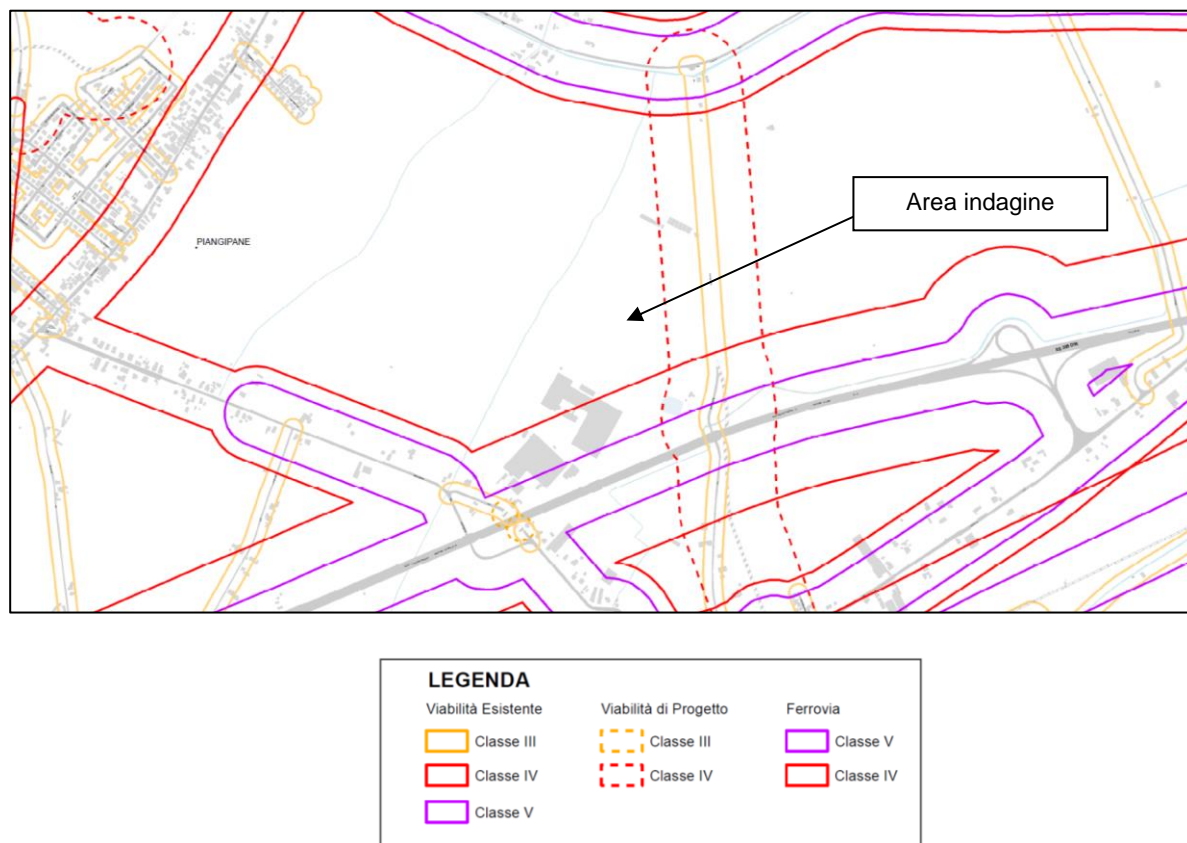 Area indagine
PIANGIPANE
LEGENDA
Viabilità Esistente
Viabilità di Progetto
Ferrovia
Classe III
Classe III
Classe V
Classe IV
Classe IV
Classe IV
Classe V